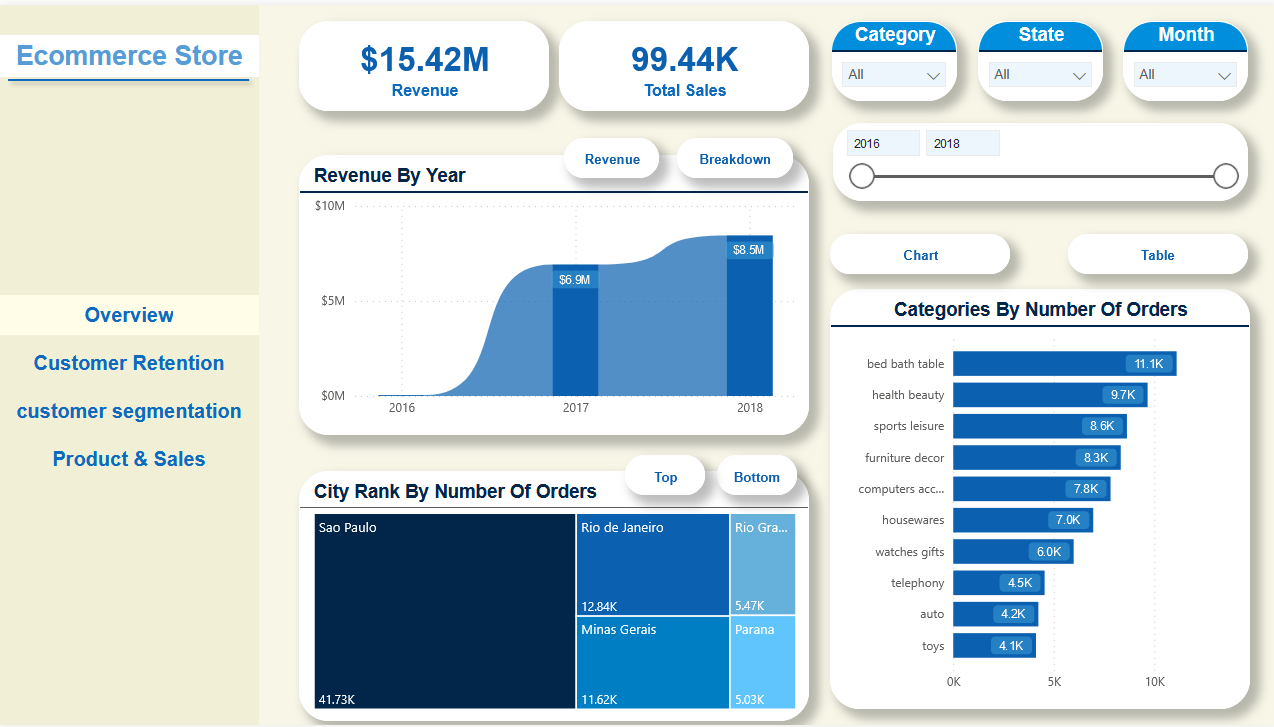 Ecommerce Store
Overview
Customer Retention
customer segmentation
Product & Sales
$15.42M
Revenue
99.44K
Total Sales
Category
All
State
All
Month
All
2016 2018
Revenue Breakdown
Revenue By Year
$10M
$5M
$0M
$6.9M
$8.5M
2016 2017 2018
Chart Table
Categories By Number Of Orders
bed bath table 11.1K
health beauty 9.7K
sports leisure 8.6K
furniture decor 8.3K
computers acc... 7.8K
housewares 7.0K
watches gifts 6.0K
telephony 4.5K
auto 4.2K
toys 4.1K
0K 5K 10K
Top Bottom
City Rank By Number Of Orders
Sao Paulo
41.73K
Rio de Janeiro
12.84K
Minas Gerais
11.62K
Rio Gra...
5.47K
Parana
5.03K